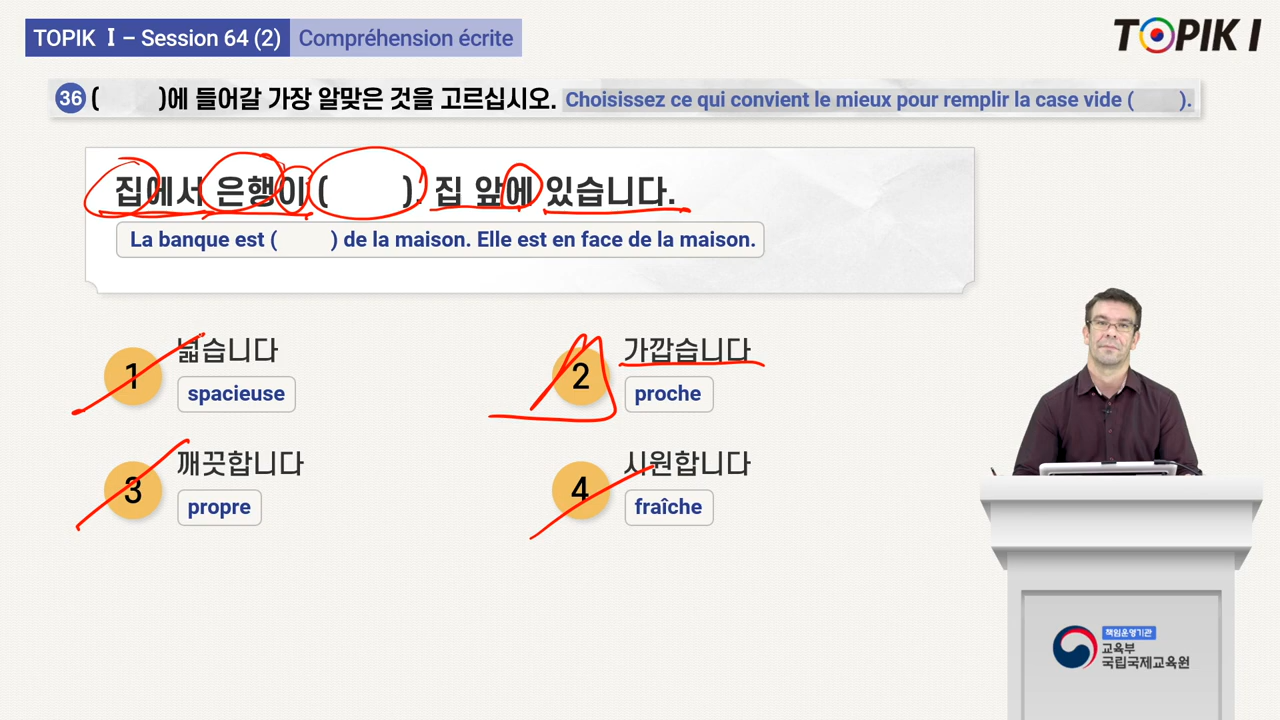 TOPIK Ⅰ – Session 64 (2) Compréhension écrite
TOPIK I
36 ( )에 들어갈 가장 알맞은 것을 고르십시오. Choisissez ce qui convient le mieux pour remplir la case vide ( ).
집에서 은행이 ( ). 집 앞에 있습니다.
La banque est ( ) de la maison. Elle est en face de la maison.
1 넓습니다
spacieuse
2 가깝습니다
proche
3 깨끗합니다
propre
4 시원합니다
fraîche
책임운영기관
교육부
국립국제교육원